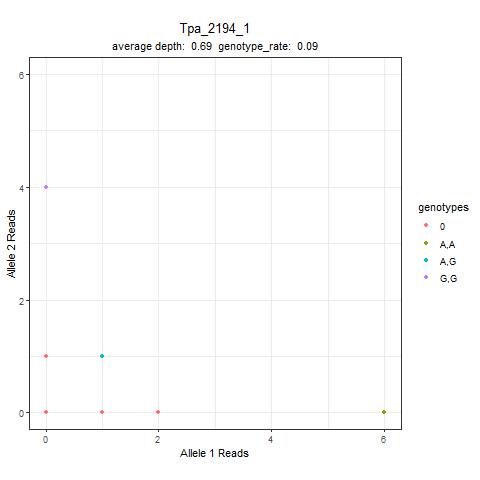 Tpa_2194_1
average depth:  0.69  genotype_rate:  0.09
6
4
2
0
Allele 2 Reads
0
2
4
6
Allele 1 Reads
genotypes
0
A,A
A,G
G,G